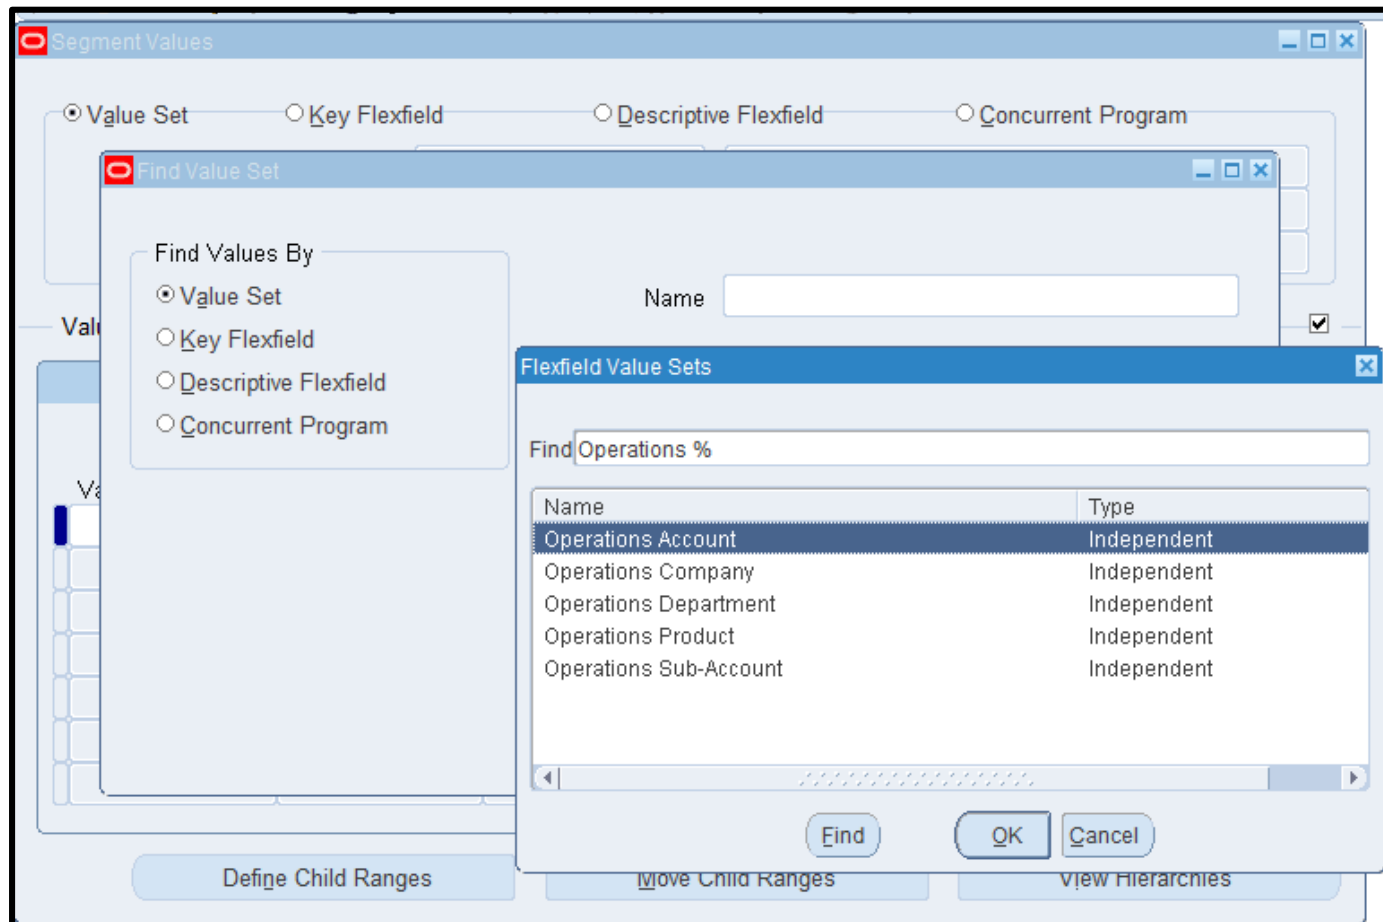 Segment Values
Value Set Key Flexfield Descriptive Flexfield Concurrent Program
Find Value Set
Find Values By
Value Set
Name
Key Flexfield
Descriptive Flexfield
Concurrent Program
Flexfield Value Sets
Find Operations %
Name Type
Operations Account Independent
Operations Company Independent
Operations Department Independent
Operations Product Independent
Operations Sub-Account Independent
Find OK Cancel
Define Child Ranges Move Child Ranges View Hierarchies